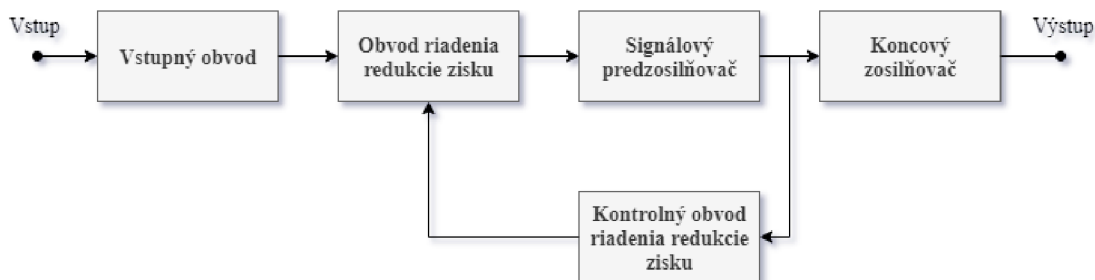 Vstup
Vstupný obvod
Obvod riadenia
redukcie zisku
Signálový
predzosilňovač
Koncový
zosilňovač
Výstup
Kontrolný obvod
riadenia redukcie
zisku